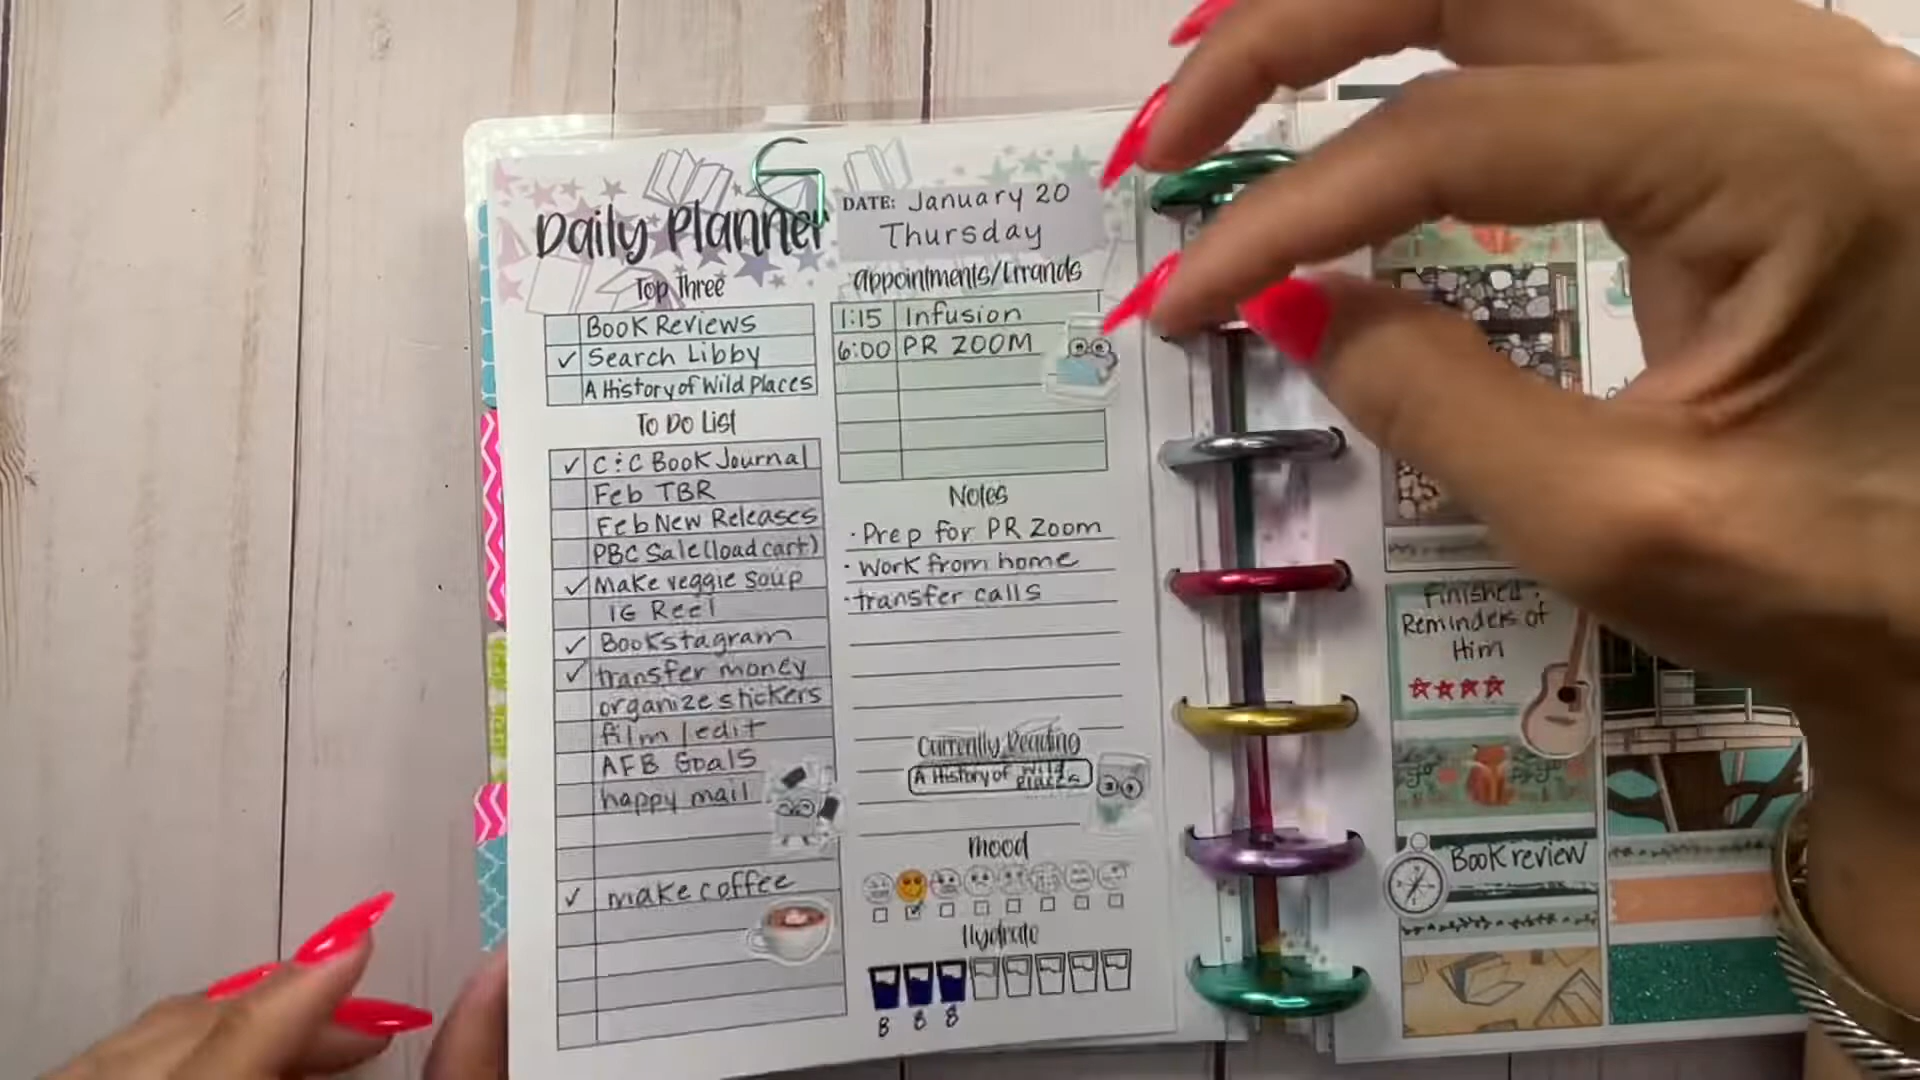 Daily Planner
DATE: January 20
Thursday
Top Three
Book Reviews
✓ Search Libby
A History of Wild Places
To Do List
✓ C+C Book Journal
Feb TBR
Feb New Releases
PBC Sale (load cart)
✓ Make veggie soup
IG Reel
✓ Bookstagram
✓ transfer money
organize stickers
film / edit
AFB Goals
happy mail
✓ make coffee
Appointments/Errands
1:15 Infusion
6:00 PR ZOOM
Notes
· Prep for PR Zoom
· Work from home
· transfer calls
Currently Reading
A History of Wild
Places
Mood
Hydrate
8 8 8
Finished:
Reminders of
Him
Book review